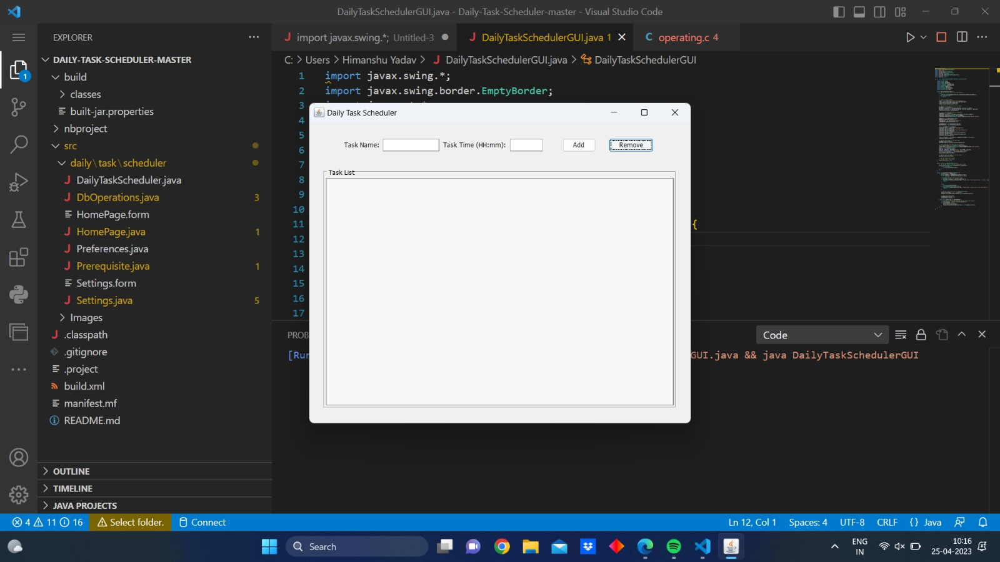 DailyTaskSchedulerGUI.java - Daily-Task-Scheduler-master - Visual Studio Code
EXPLORER
import javax.swing.*; Untitled-3
DailyTaskSchedulerGUI.java 1
C operating.c 4
DAILY-TASK-SCHEDULER-MASTER
C: > Users > Himanshu Yadav > J DailyTaskSchedulerGUI.java > DailyTaskSchedulerGUI
build
classes
built-jar.properties
nbproject
src
daily\task\scheduler
J DailyTaskScheduler.java
J DbOperations.java 3
HomePage.form
J HomePage.java 1
J Preferences.java
J Prerequisite.java 1
Settings.form
J Settings.java 5
Images
J .classpath
.gitignore
.project
build.xml
manifest.mf
README.md
OUTLINE
TIMELINE
JAVA PROJECTS
1
1 import javax.swing.*;
2 import javax.swing.border.EmptyBorder;
3
4
5
6
7
8
9
10
11 {
12
13
14
15
16
17
Daily Task Scheduler
Task Name: Task Time (HH:mm): Add Remove
Task List
PROB
Code
[Run
GUI.java && java DailyTaskSchedulerGUI
4 11 16 Select folder. Connect
Ln 12, Col 1 Spaces: 4 UTF-8 CRLF {} Java
Search
ENG
IN
10:16
25-04-2023